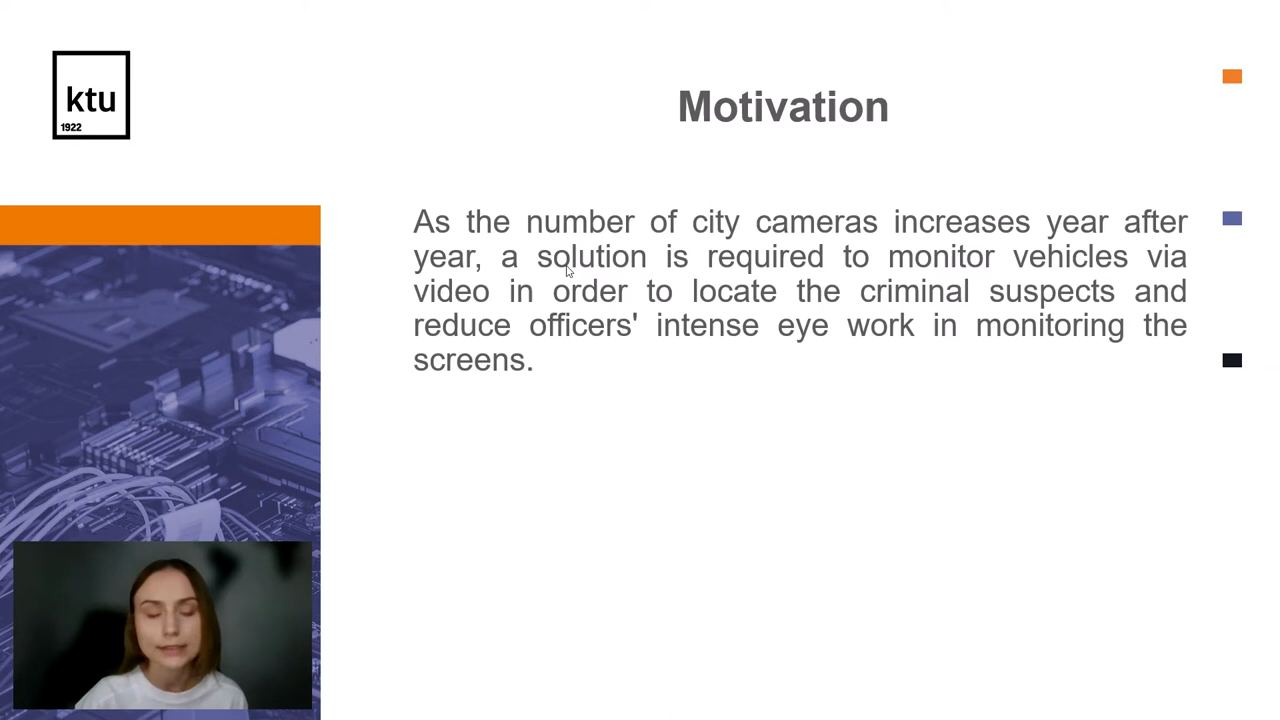 ktu
1922
Motivation
As the number of city cameras increases year after
year, a solution is required to monitor vehicles via
video in order to locate the criminal suspects and
reduce officers' intense eye work in monitoring the
screens.